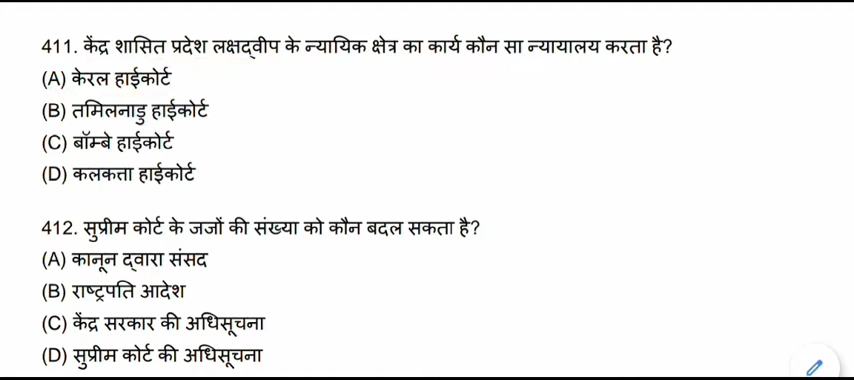 411. केंद्र शासित प्रदेश लक्षद्वीप के न्यायिक क्षेत्र का कार्य कौन सा न्यायालय करता है?
(A) केरल हाईकोर्ट
(B) तमिलनाडु हाईकोर्ट
(C) बॉम्बे हाईकोर्ट
(D) कलकत्ता हाईकोर्ट
412. सुप्रीम कोर्ट के जजों की संख्या को कौन बदल सकता है?
(A) कानून द्वारा संसद
(B) राष्ट्रपति आदेश
(C) केंद्र सरकार की अधिसूचना
(D) सुप्रीम कोर्ट की अधिसूचना